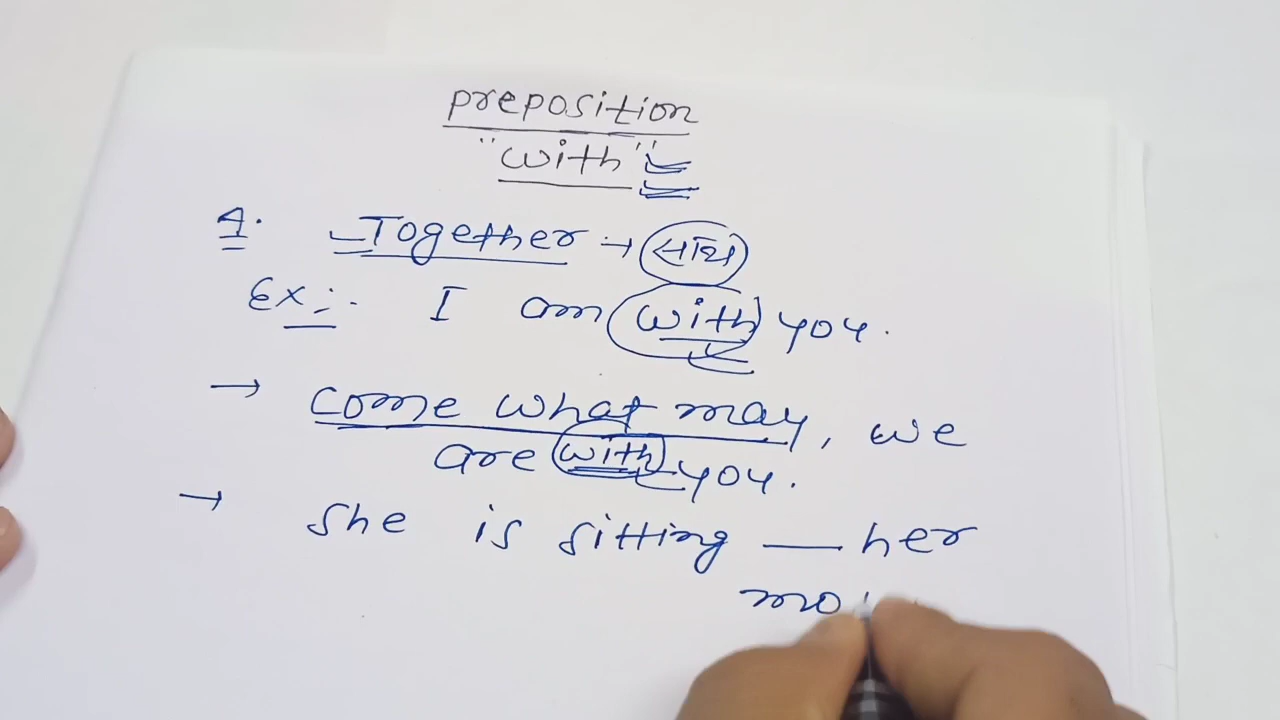 preposition
"with"
1. Together → साथ
Ex:- I am with you.
→ come what may, we
are with you.
→ She is sitting — her
mo